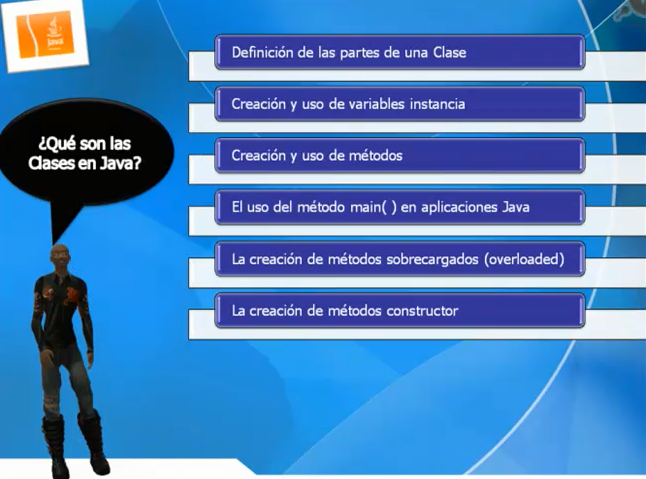 Java
¿Qué son las
Clases en Java?
Definición de las partes de una Clase
Creación y uso de variables instancia
Creación y uso de métodos
El uso del método main( ) en aplicaciones Java
La creación de métodos sobrecargados (overloaded)
La creación de métodos constructor